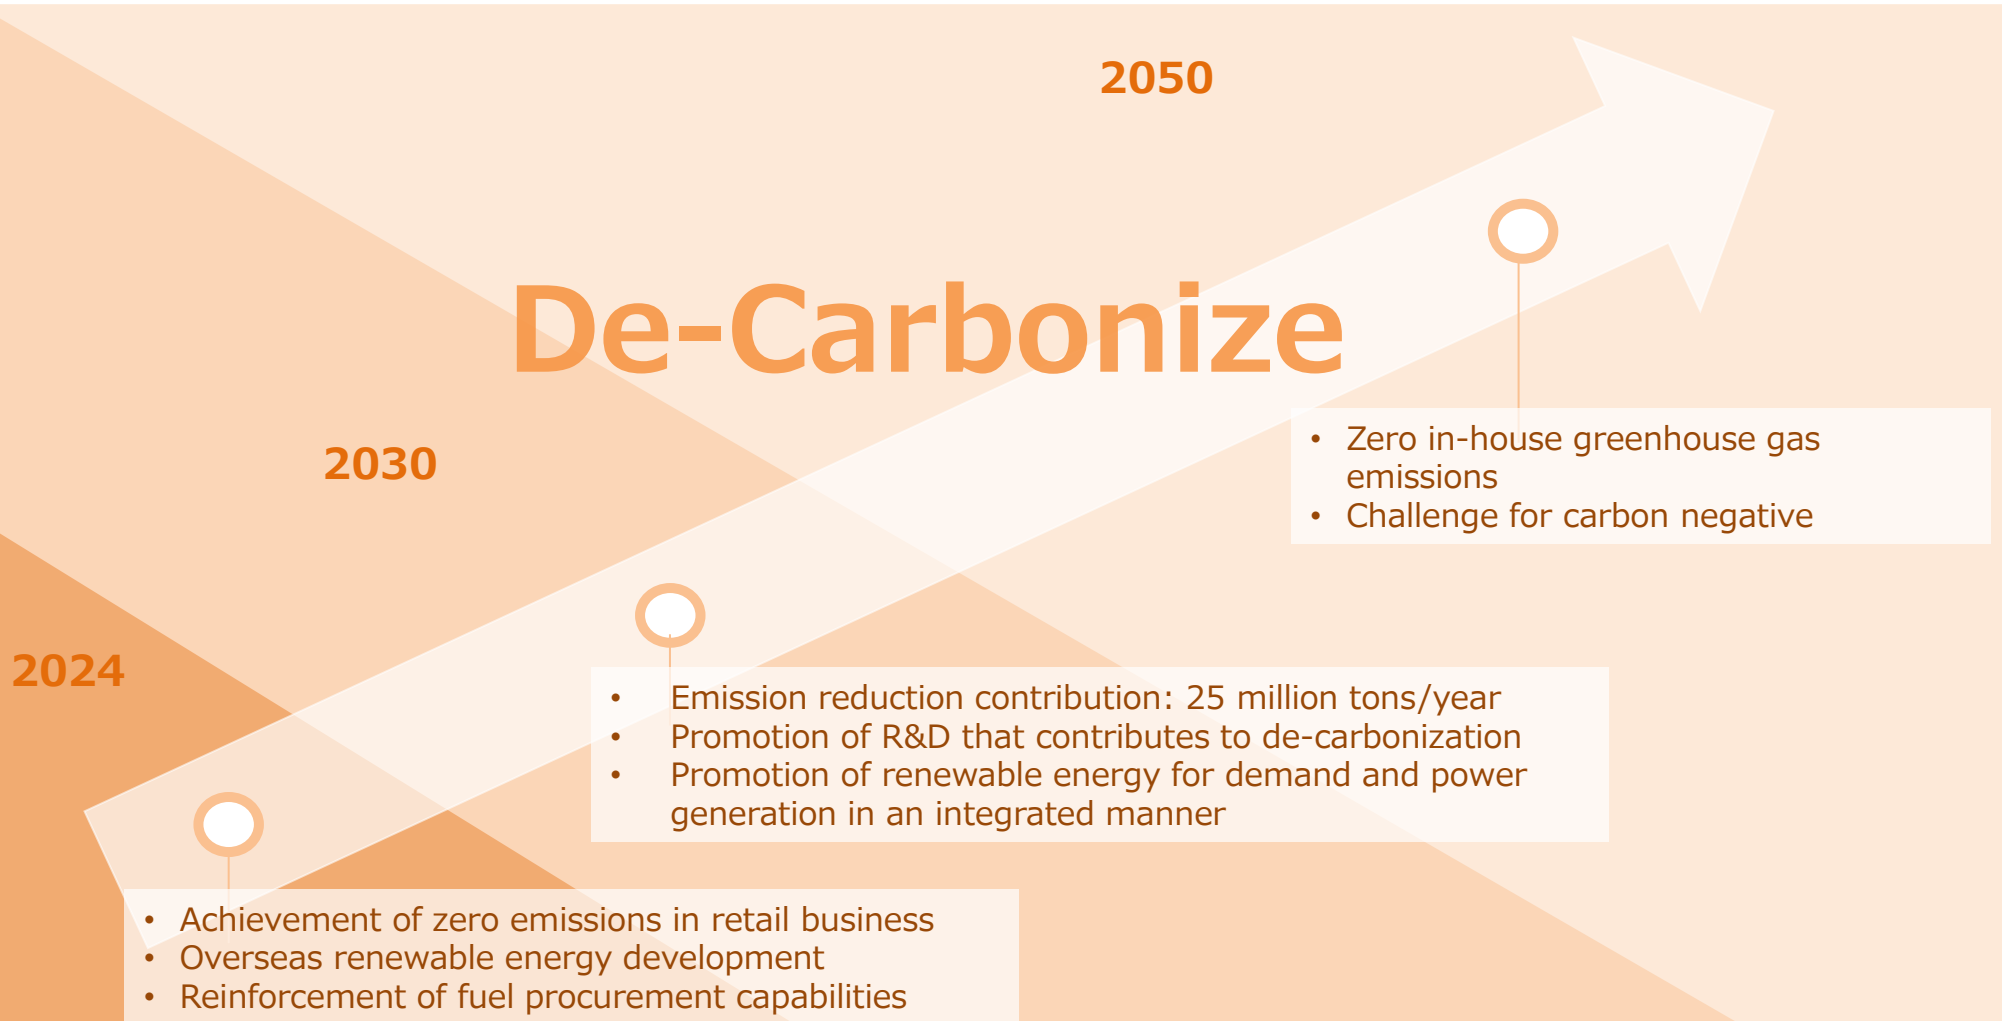 2050
De-Carbonize
2030
• Zero in-house greenhouse gas
emissions
• Challenge for carbon negative
2024
• Emission reduction contribution: 25 million tons/year
• Promotion of R&D that contributes to de-carbonization
• Promotion of renewable energy for demand and power
generation in an integrated manner
• Achievement of zero emissions in retail business
• Overseas renewable energy development
• Reinforcement of fuel procurement capabilities